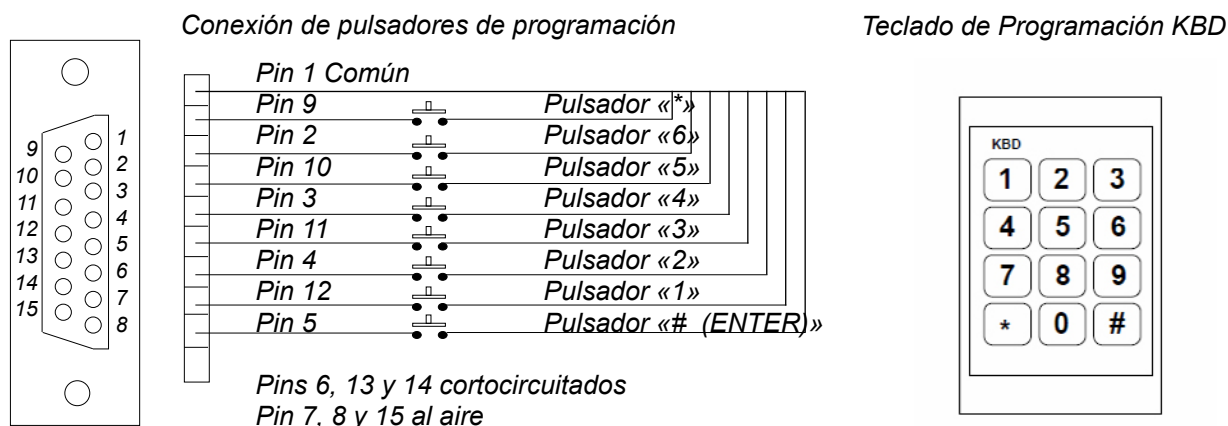 Conexión de pulsadores de programación
Teclado de Programación KBD
Pin 1 Común
Pin 9 Pulsador «*»
Pin 2 Pulsador «6»
Pin 10 Pulsador «5»
Pin 3 Pulsador «4»
Pin 11 Pulsador «3»
Pin 4 Pulsador «2»
Pin 12 Pulsador «1»
Pin 5 Pulsador «# (ENTER)»
Pins 6, 13 y 14 cortocircuitados
Pin 7, 8 y 15 al aire
1
9
2
10
3
11
4
12
5
13
6
14
7
15
8
KBD
1 2 3
4 5 6
7 8 9
* 0 #